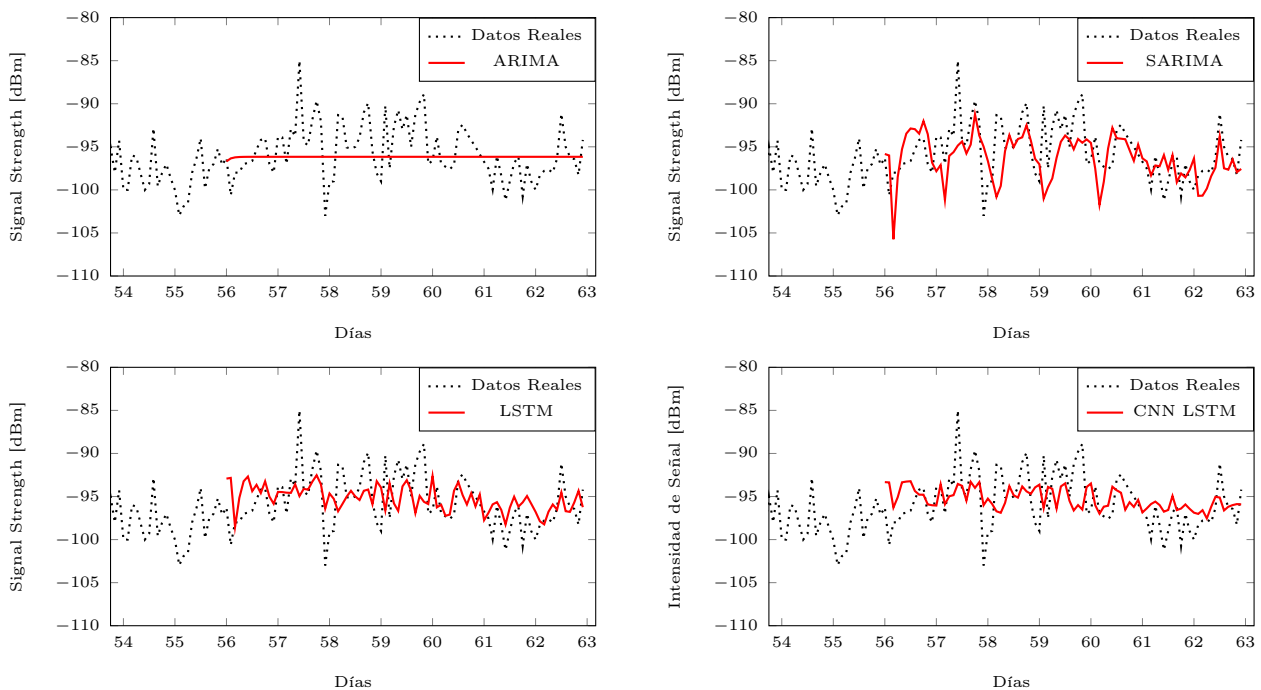 Datos Reales
ARIMA
−80
−85
−90
−95
−100
−105
−110
54 55 56 57 58 59 60 61 62 63
Signal Strength [dBm]
Días
Datos Reales
SARIMA
−80
−85
−90
−95
−100
−105
−110
54 55 56 57 58 59 60 61 62 63
Signal Strength [dBm]
Días
Datos Reales
LSTM
−80
−85
−90
−95
−100
−105
−110
54 55 56 57 58 59 60 61 62 63
Signal Strength [dBm]
Días
Datos Reales
CNN LSTM
−80
−85
−90
−95
−100
−105
−110
54 55 56 57 58 59 60 61 62 63
Intensidad de Señal [dBm]
Días